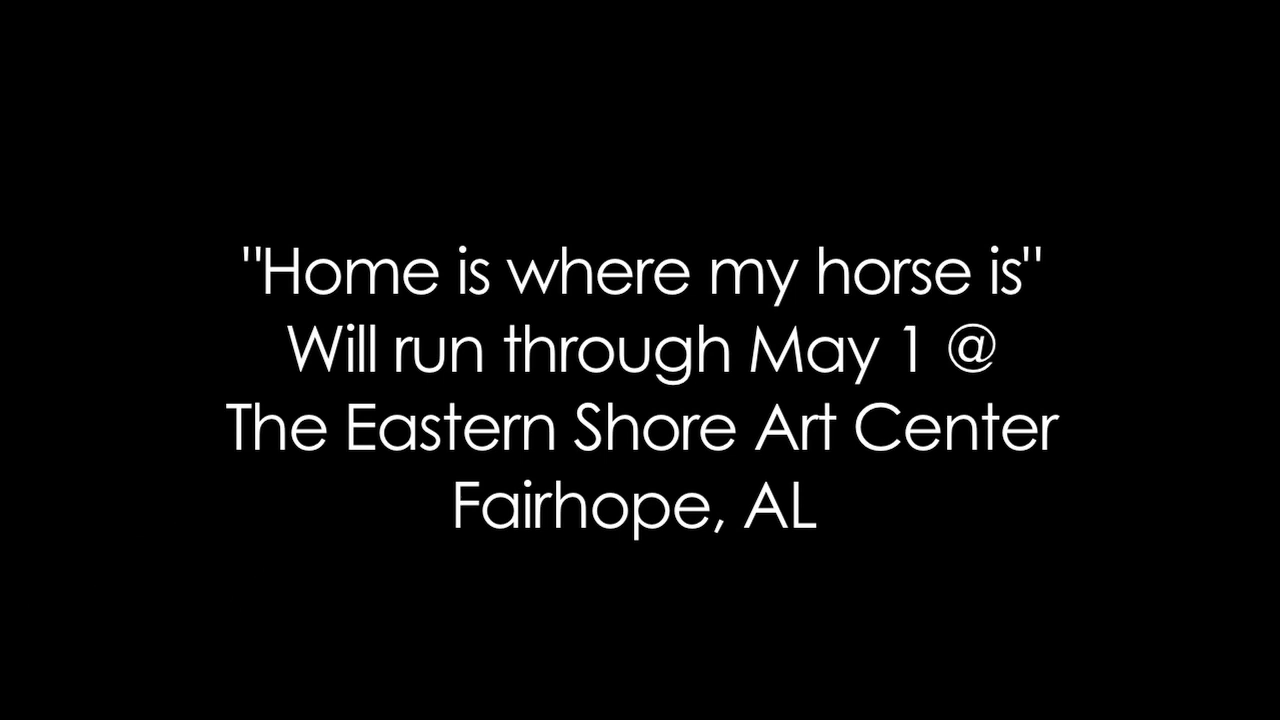 "Home is where my horse is"
Will run through May 1 @
The Eastern Shore Art Center
Fairhope, AL